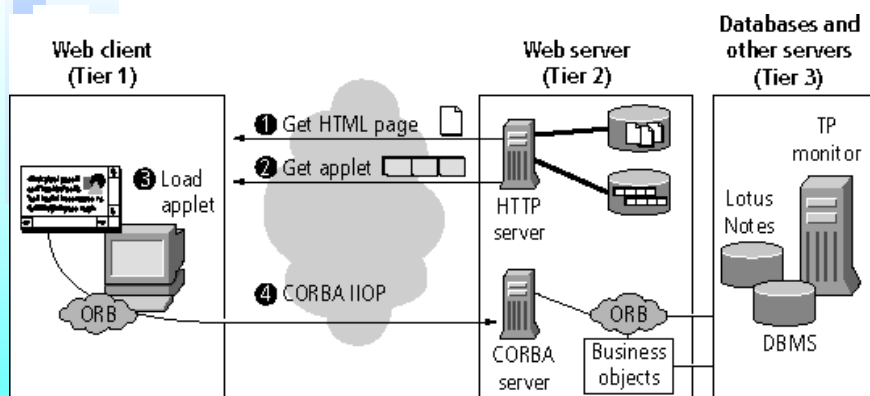 Web client
(Tier 1)
Web server
(Tier 2)
Databases and
other servers
(Tier 3)
❶ Get HTML page
❷ Get applet
❸ Load
applet
HTTP
server
TP
monitor
Lotus
Notes
DBMS
ORB
❹ CORBA IIOP
CORBA
server
ORB
Business
objects